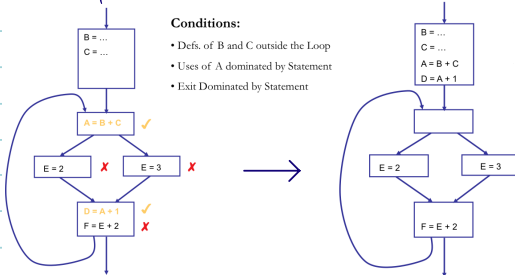 Conditions:
• Defs. of B and C outside the Loop
• Uses of A dominated by Statement
• Exit Dominated by Statement
B = ...
C = ...
A = B + C ✓
E = 2 ✗
E = 3 ✗
D = A + 1 ✓
F = E + 2 ✗
B = ...
C = ...
A = B + C
D = A + 1
E = 2
E = 3
F = E + 2